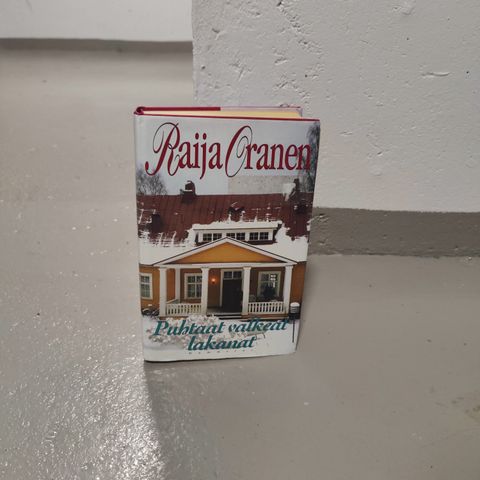 Raija Oranen
Puhtaat valkeat
lakanat